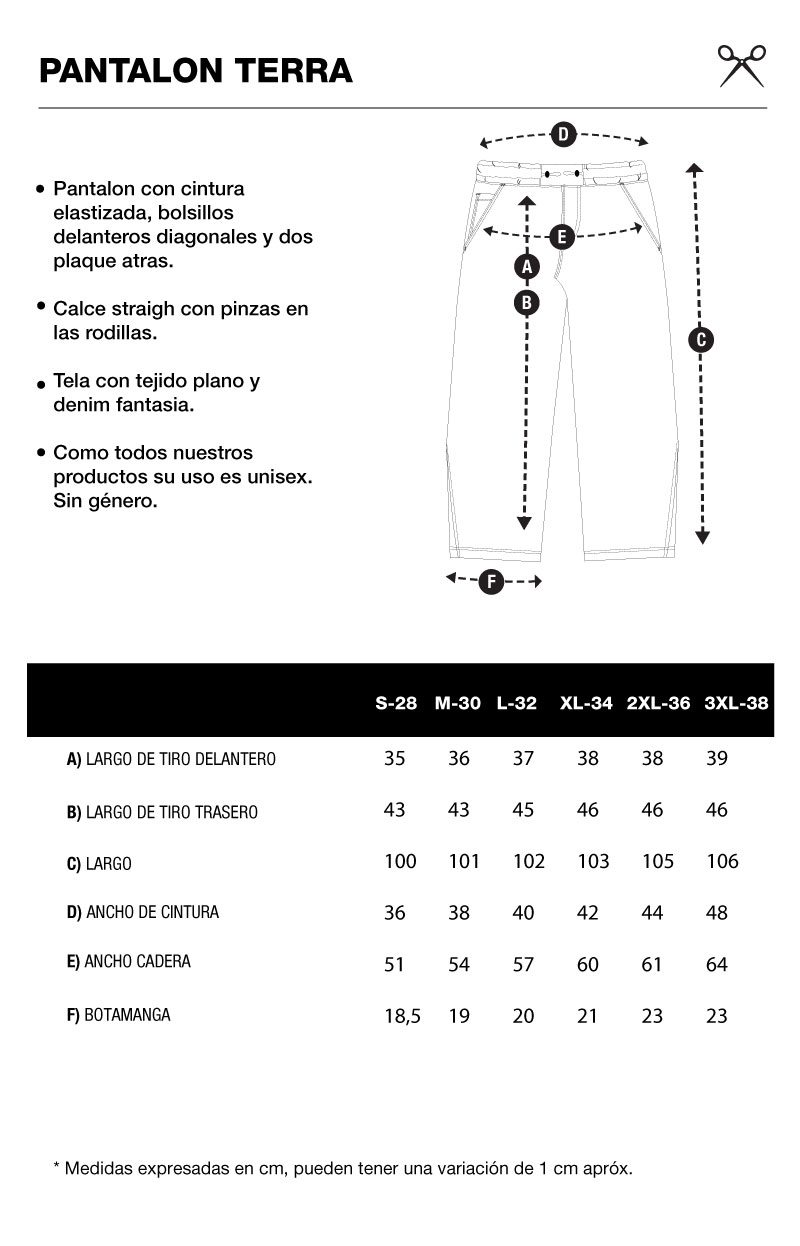 PANTALON TERRA
• Pantalon con cintura
elastizada, bolsillos
delanteros diagonales y dos
plaque atras.
• Calce straigh con pinzas en
las rodillas.
• Tela con tejido plano y
denim fantasia.
• Como todos nuestros
productos su uso es unisex.
Sin género.
D
E
A
B
C
F
S-28 M-30 L-32 XL-34 2XL-36 3XL-38
A) LARGO DE TIRO DELANTERO 35 36 37 38 38 39
B) LARGO DE TIRO TRASERO 43 43 45 46 46 46
C) LARGO 100 101 102 103 105 106
D) ANCHO DE CINTURA 36 38 40 42 44 48
E) ANCHO CADERA 51 54 57 60 61 64
F) BOTAMANGA 18,5 19 20 21 23 23
* Medidas expresadas en cm, pueden tener una variación de 1 cm apróx.